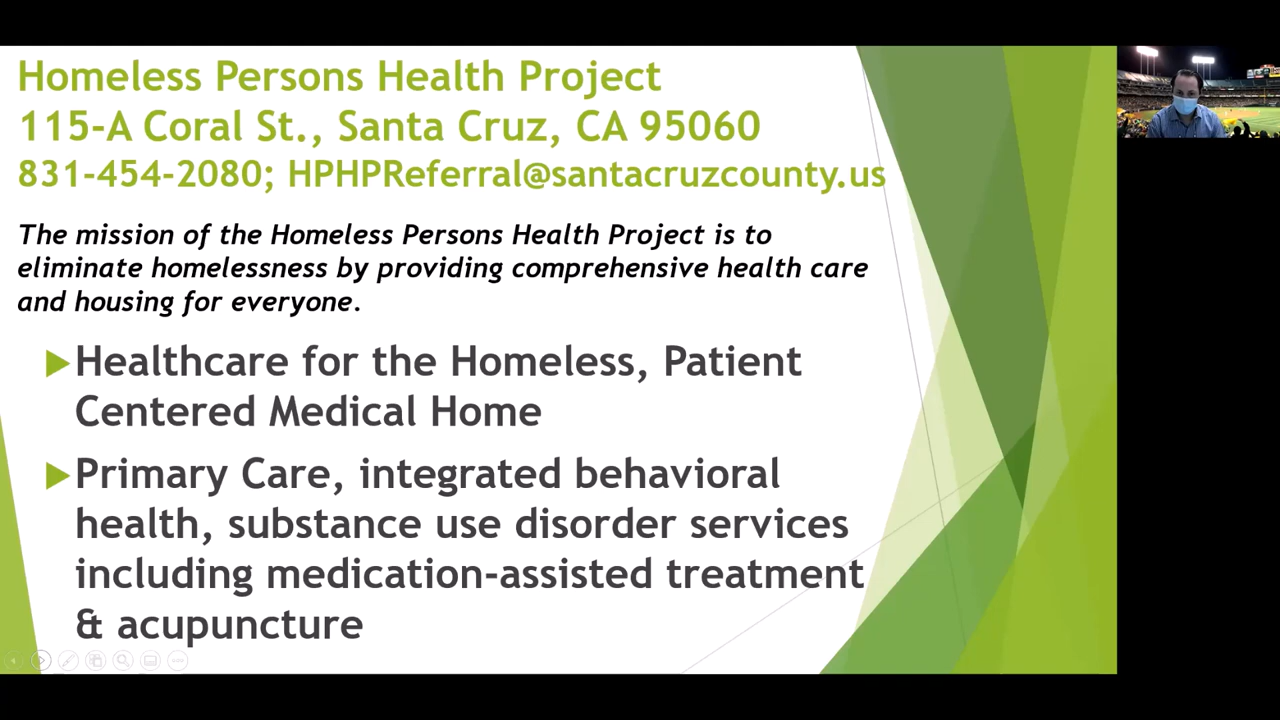 Homeless Persons Health Project
115-A Coral St., Santa Cruz, CA 95060
831-454-2080; HPHPReferral@santacruzcounty.us
The mission of the Homeless Persons Health Project is to
eliminate homelessness by providing comprehensive health care
and housing for everyone.
Healthcare for the Homeless, Patient
Centered Medical Home
Primary Care, integrated behavioral
health, substance use disorder services
including medication-assisted treatment
& acupuncture